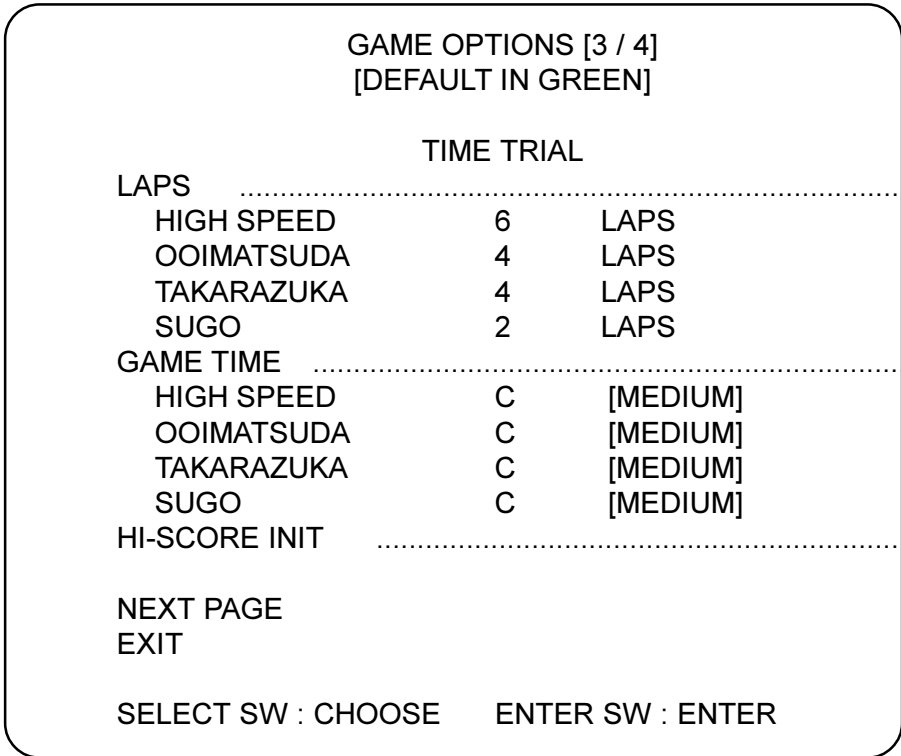 GAME OPTIONS [3 / 4]
[DEFAULT IN GREEN]
TIME TRIAL
LAPS ................................................................................
HIGH SPEED 6 LAPS
OOIMATSUDA 4 LAPS
TAKARAZUKA 4 LAPS
SUGO 2 LAPS
GAME TIME .......................................................................
HIGH SPEED C [MEDIUM]
OOIMATSUDA C [MEDIUM]
TAKARAZUKA C [MEDIUM]
SUGO C [MEDIUM]
HI-SCORE INIT ...............................................................
NEXT PAGE
EXIT
SELECT SW : CHOOSE ENTER SW : ENTER